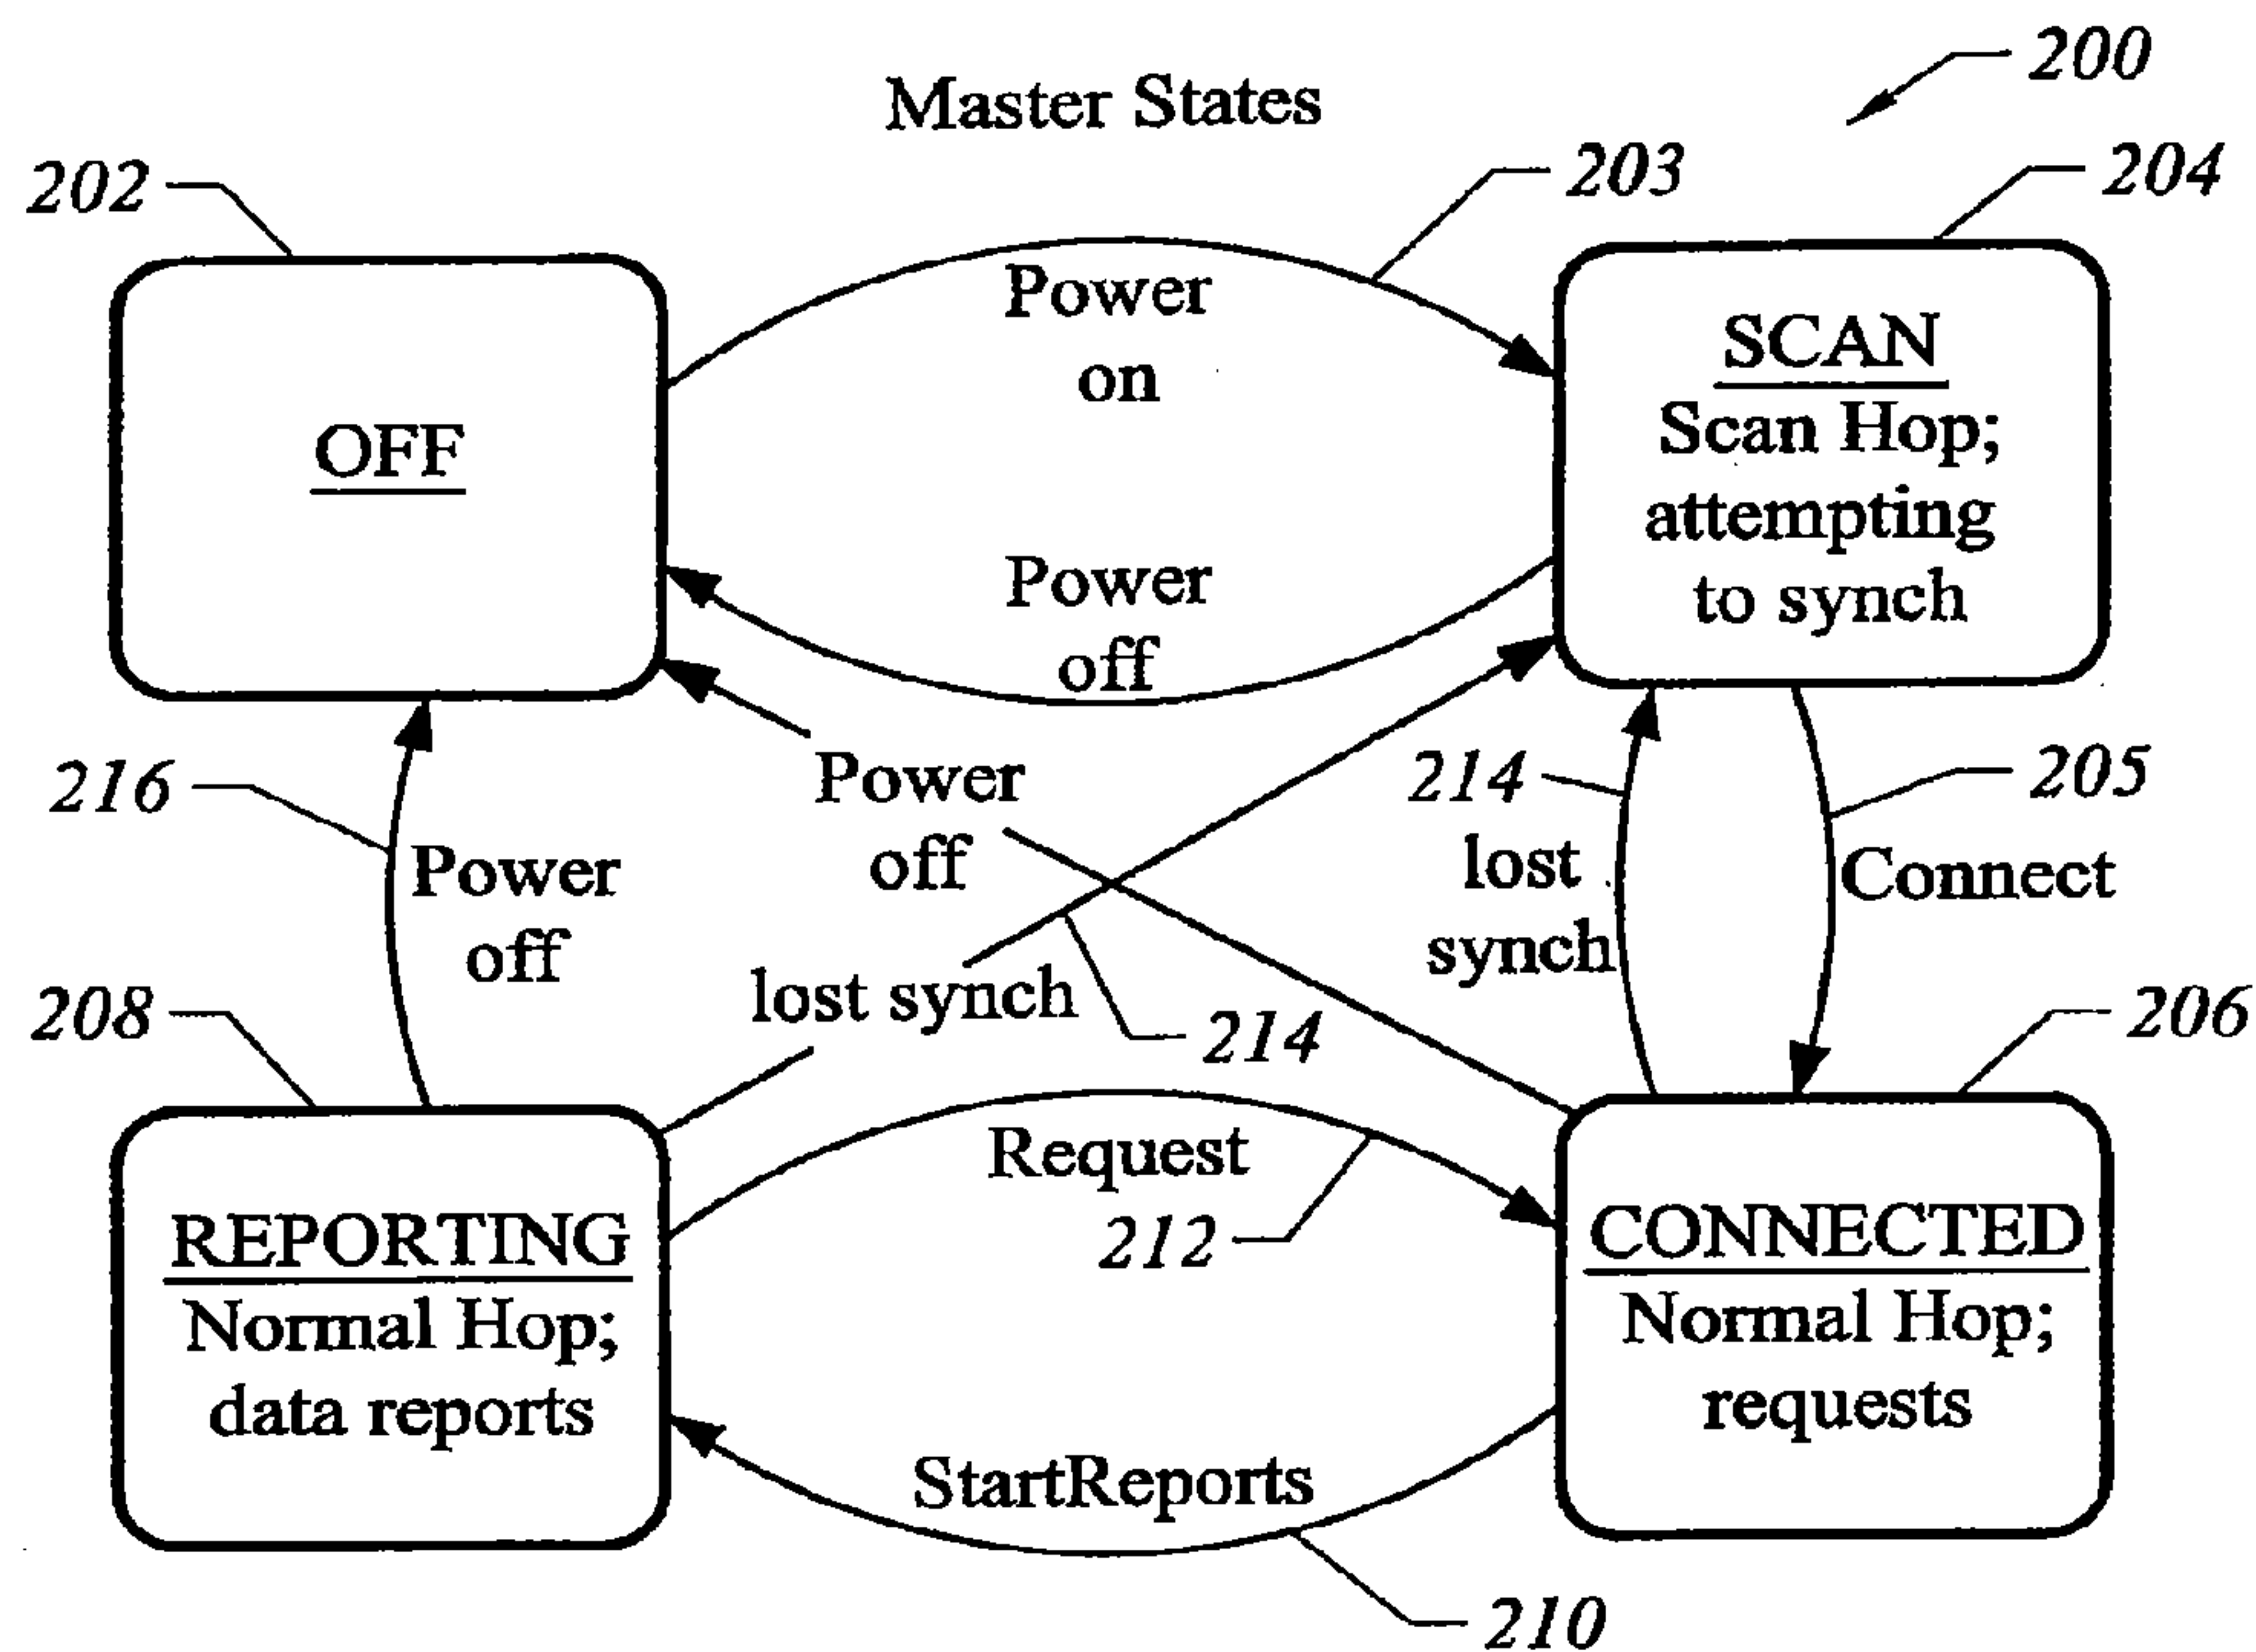 200
Master States
202
203
204
Power
on
OFF
SCAN
Scan Hop;
attempting
to synch
Power
off
216
Power
off
Power
off
214
lost
synch
205
Connect
208
lost synch
214
206
Request
212
REPORTING
Normal Hop;
data reports
CONNECTED
Normal Hop;
requests
StartReports
210